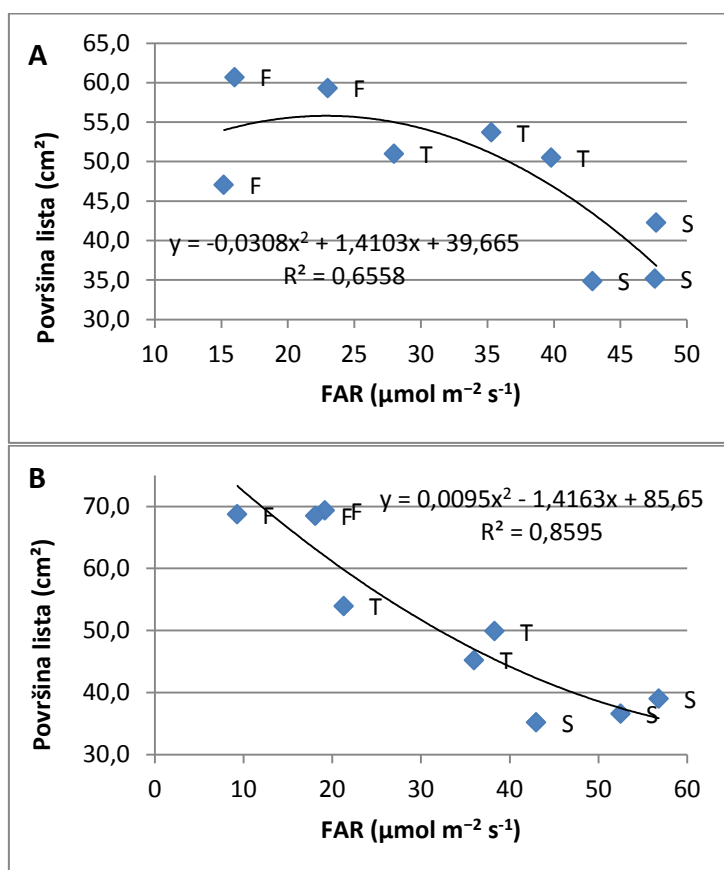 A
65,0
60,0
55,0
50,0
45,0
40,0
35,0
30,0
Površina lista (cm²)
F F
T T
T
F
S
S S
y = -0,0308x² + 1,4103x + 39,665
R² = 0,6558
10 15 20 25 30 35 40 45 50
FAR (µmol m⁻² s⁻¹)
B
70,0
60,0
50,0
40,0
30,0
Površina lista (cm²)
y = 0,0095x² - 1,4163x + 85,65
R² = 0,8595
F F F
T
T
T
S
S
S
0 10 20 30 40 50 60
FAR (µmol m⁻² s⁻¹)